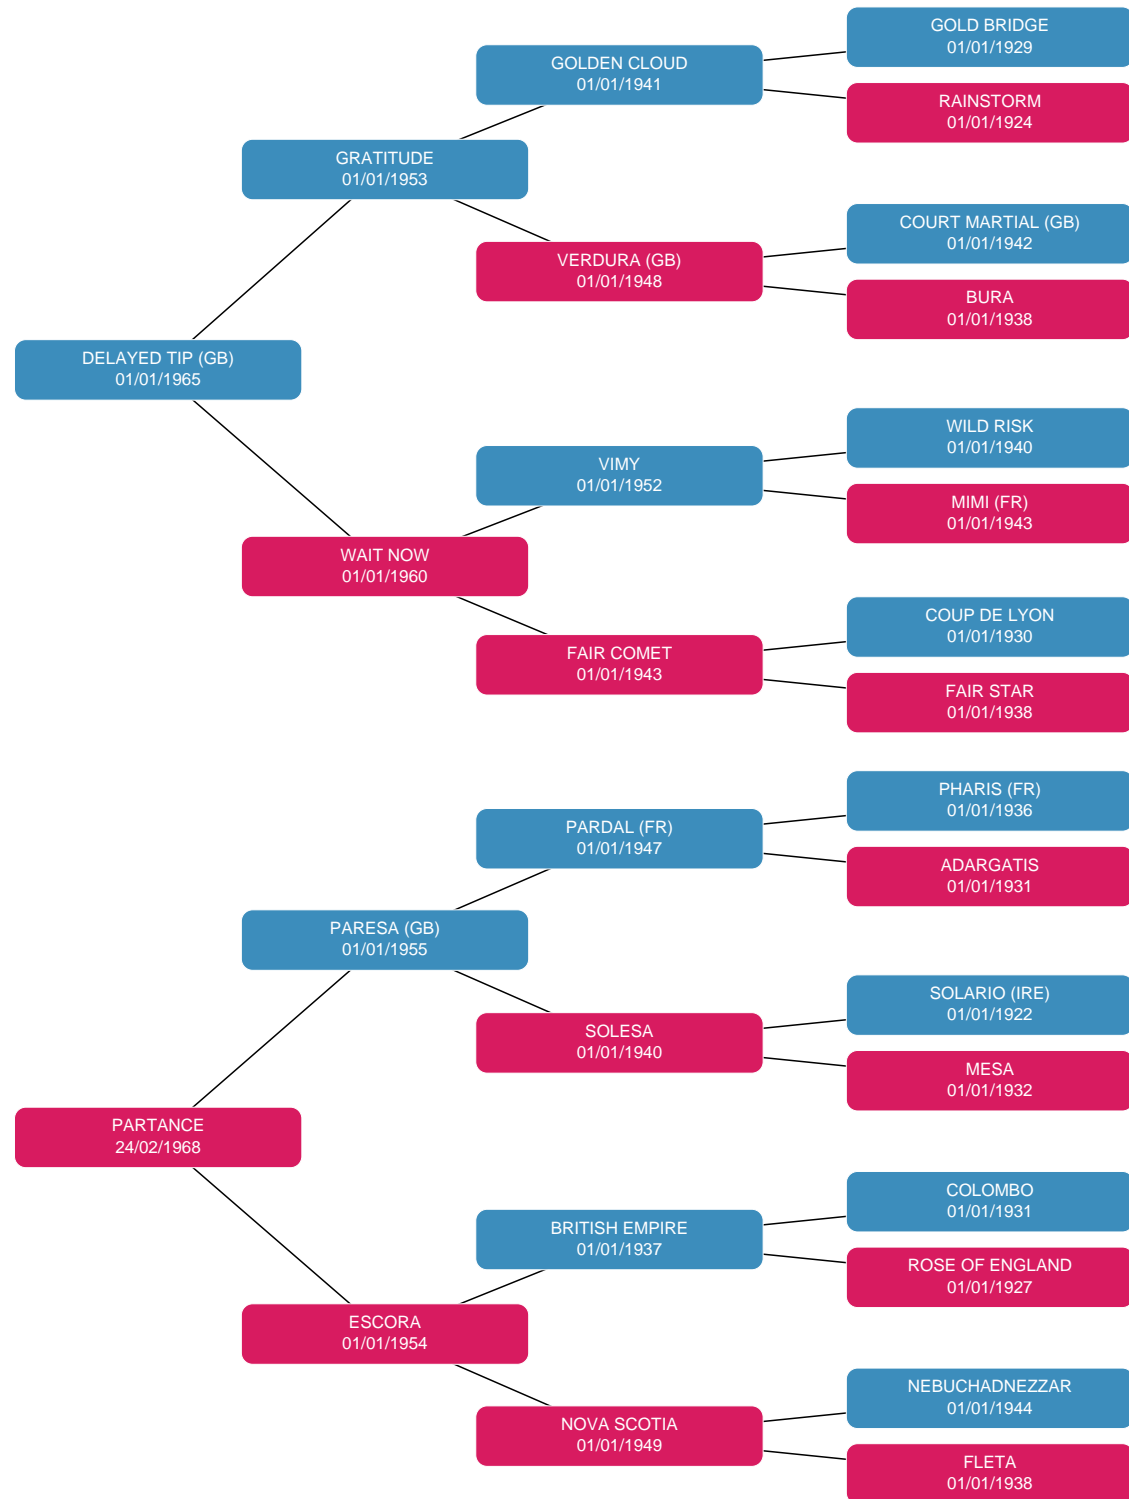 GOLD BRIDGE
01/01/1929
GOLDEN CLOUD
01/01/1941
RAINSTORM
01/01/1924
GRATITUDE
01/01/1953
COURT MARTIAL (GB)
01/01/1942
VERDURA (GB)
01/01/1948
BURA
01/01/1938
DELAYED TIP (GB)
01/01/1965
WILD RISK
01/01/1940
VIMY
01/01/1952
MIMI (FR)
01/01/1943
WAIT NOW
01/01/1960
COUP DE LYON
01/01/1930
FAIR COMET
01/01/1943
FAIR STAR
01/01/1938
PHARIS (FR)
01/01/1936
PARDAL (FR)
01/01/1947
ADARGATIS
01/01/1931
PARESA (GB)
01/01/1955
SOLARIO (IRE)
01/01/1922
SOLESA
01/01/1940
MESA
01/01/1932
PARTANCE
24/02/1968
COLOMBO
01/01/1931
BRITISH EMPIRE
01/01/1937
ROSE OF ENGLAND
01/01/1927
ESCORA
01/01/1954
NEBUCHADNEZZAR
01/01/1944
NOVA SCOTIA
01/01/1949
FLETA
01/01/1938